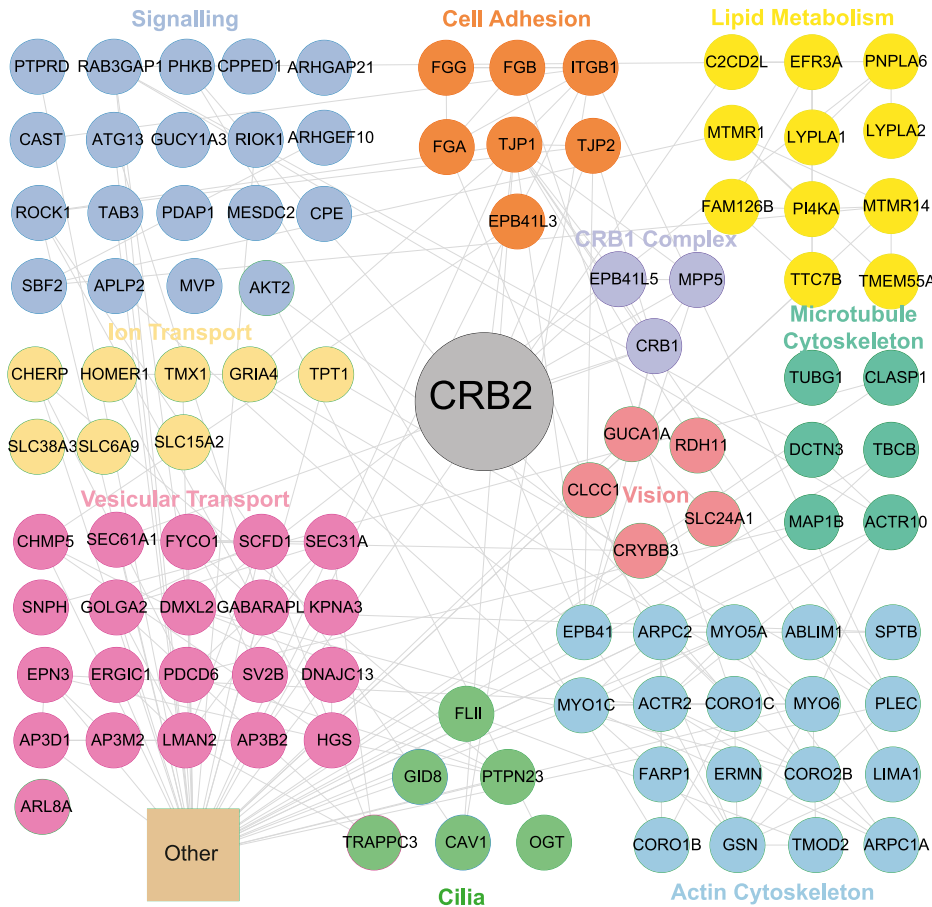 Signalling
PTPRD
RAB3GAP1
PHKB
CPPED1
ARHGAP21
CAST
ATG13
GUCY1A3
RIOK1
ARHGEF10
ROCK1
TAB3
PDAP1
MESDC2
CPE
SBF2
APLP2
MVP
AKT2
Cell Adhesion
FGG
FGB
ITGB1
FGA
TJP1
TJP2
EPB41L3
Lipid Metabolism
C2CD2L
EFR3A
PNPLA6
MTMR1
LYPLA1
LYPLA2
FAM126B
PI4KA
MTMR14
TTC7B
TMEM55A
CRB1 Complex
EPB41L5
MPP5
CRB1
CRB2
Ion Transport
CHERP
HOMER1
TMX1
GRIA4
TPT1
SLC38A3
SLC6A9
SLC15A2
Microtubule
Cytoskeleton
TUBG1
CLASP1
DCTN3
TBCB
MAP1B
ACTR10
GUCA1A
RDH11
CLCC1
Vision
SLC24A1
CRYBB3
Vesicular Transport
CHMP5
SEC61A1
FYCO1
SCFD1
SEC31A
SNPH
GOLGA2
DMXL2
GABARAPL
KPNA3
EPN3
ERGIC1
PDCD6
SV2B
DNAJC13
AP3D1
AP3M2
LMAN2
AP3B2
HGS
ARL8A
Other
FLII
GID8
PTPN23
TRAPPC3
CAV1
OGT
Cilia
EPB41
ARPC2
MYO5A
ABLIM1
SPTB
MYO1C
ACTR2
CORO1C
MYO6
PLEC
FARP1
ERMN
CORO2B
LIMA1
CORO1B
GSN
TMOD2
ARPC1A
Actin Cytoskeleton